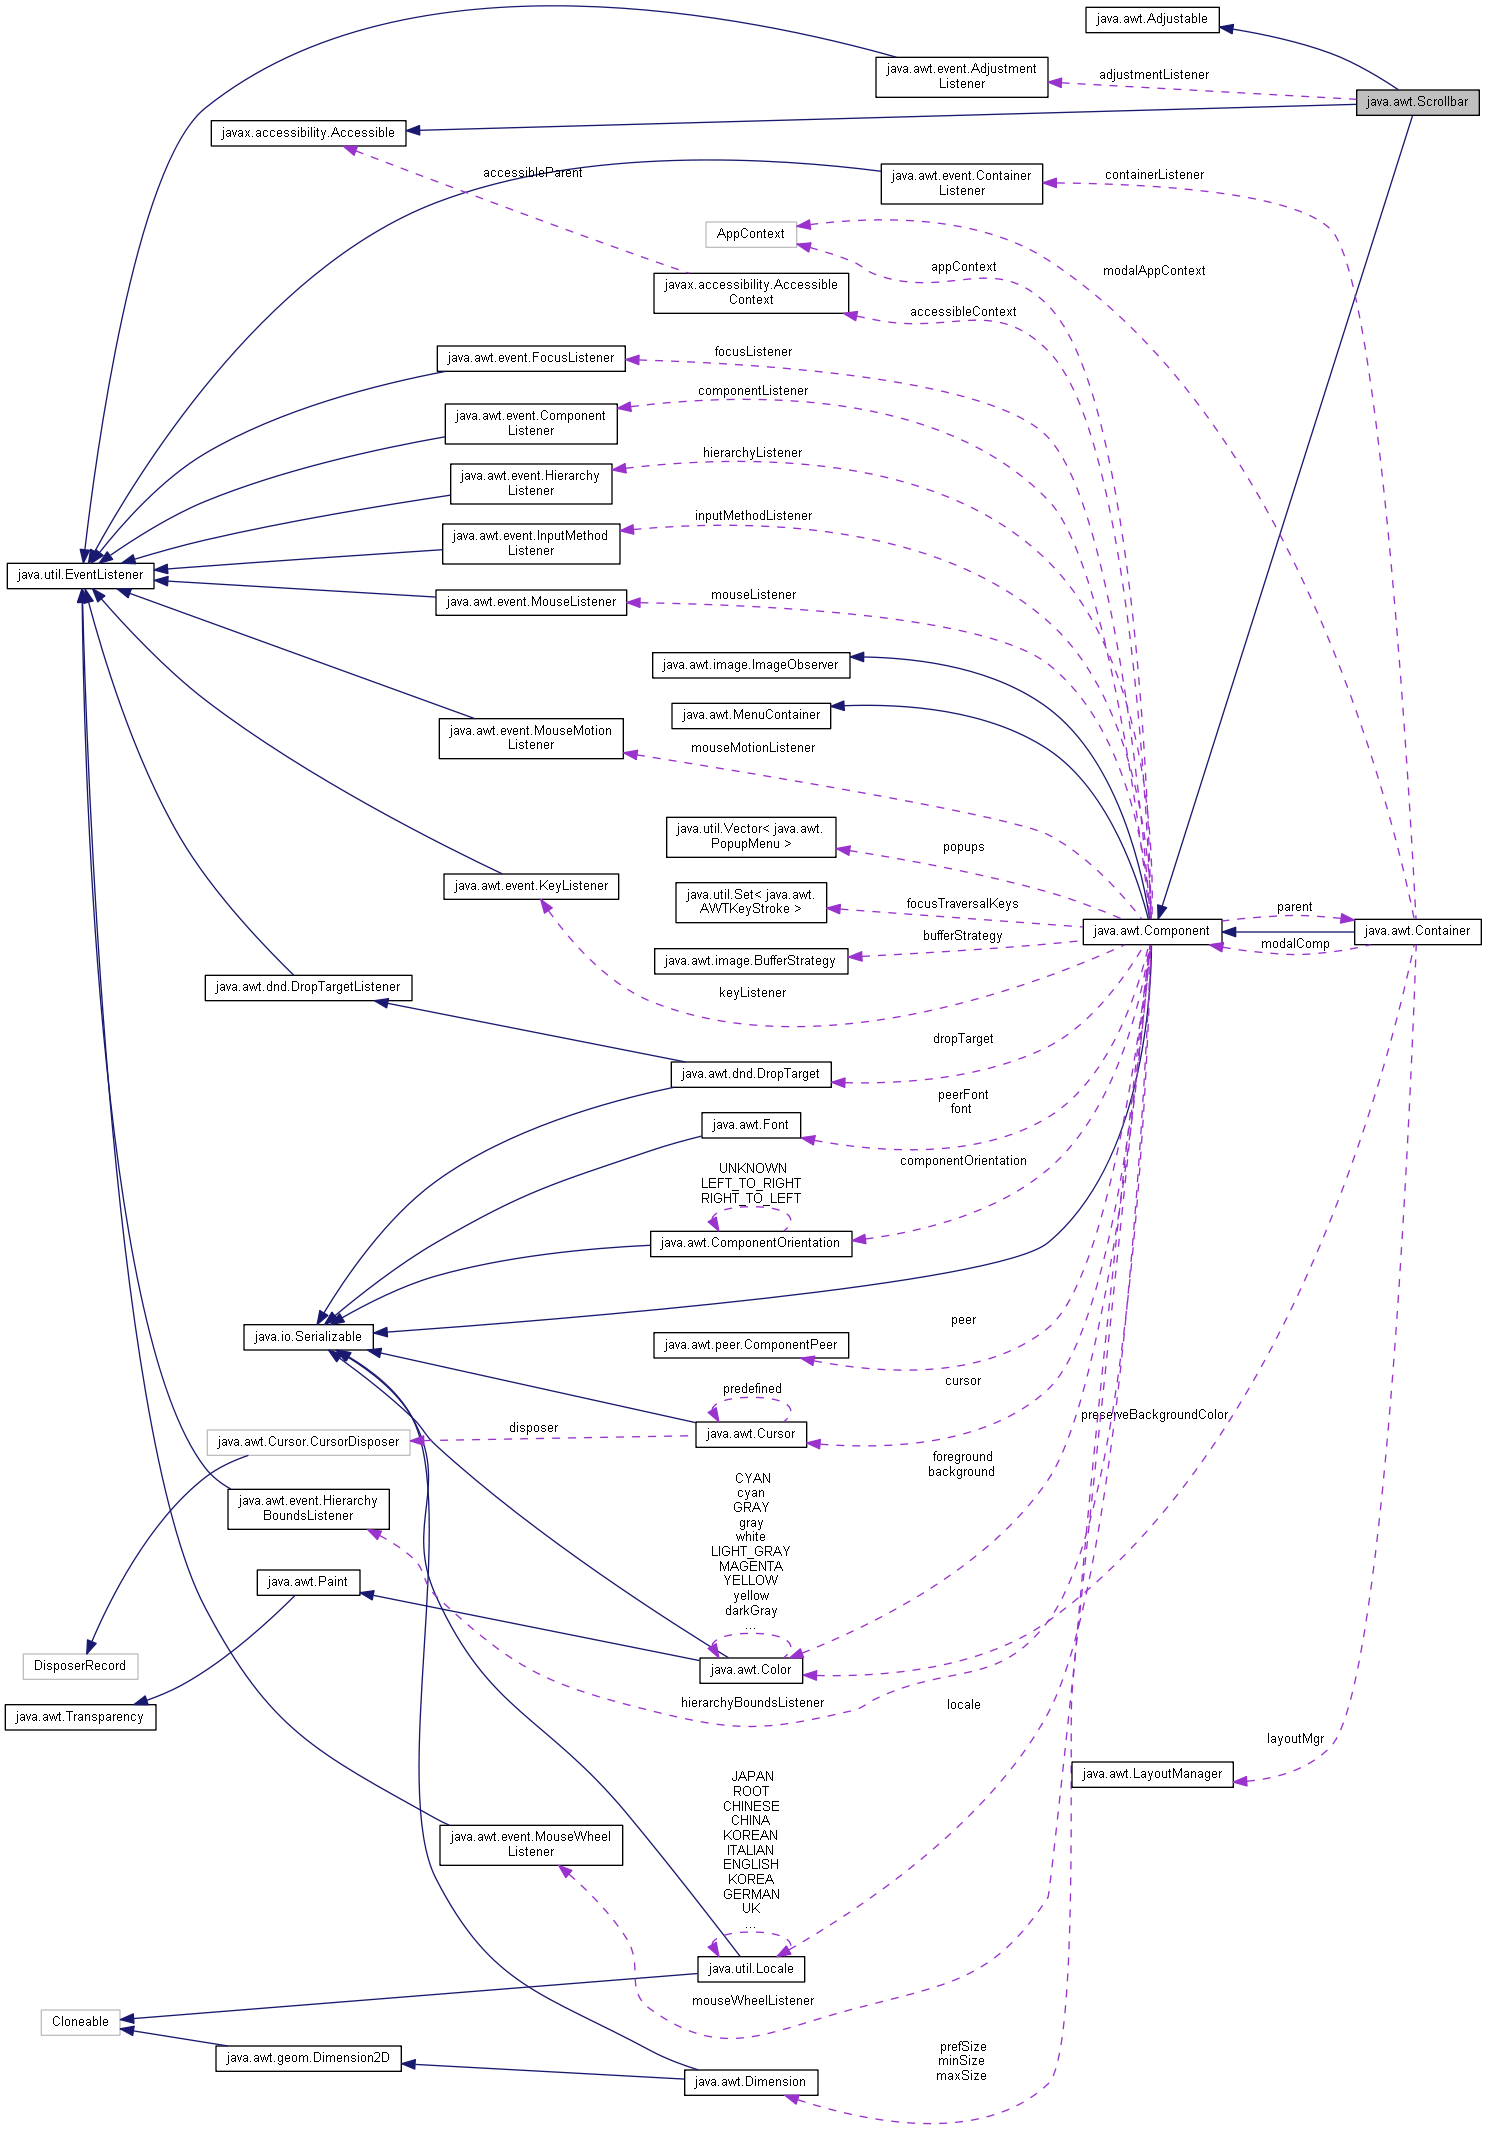 java.awt.Adjustable
java.awt.event.Adjustment
Listener
adjustmentListener
java.awt.Scrollbar
javax.accessibility.Accessible
accessibleParent
java.awt.event.Container
Listener
containerListener
AppContext
appContext
modalAppContext
javax.accessibility.Accessible
Context
accessibleContext
java.awt.event.FocusListener
focusListener
java.awt.event.Component
Listener
componentListener
java.awt.event.Hierarchy
Listener
hierarchyListener
java.awt.event.InputMethod
Listener
inputMethodListener
java.util.EventListener
java.awt.event.MouseListener
mouseListener
java.awt.image.ImageObserver
java.awt.MenuContainer
java.awt.event.MouseMotion
Listener
mouseMotionListener
java.util.Vector< java.awt.
PopupMenu >
popups
java.awt.event.KeyListener
java.util.Set< java.awt.
AWTKeyStroke >
focusTraversalKeys
java.awt.Component
parent
java.awt.Container
modalComp
java.awt.image.BufferStrategy
bufferStrategy
java.awt.dnd.DropTargetListener
keyListener
dropTarget
java.awt.dnd.DropTarget
peerFont
font
java.awt.Font
componentOrientation
UNKNOWN
LEFT_TO_RIGHT
RIGHT_TO_LEFT
java.awt.ComponentOrientation
java.io.Serializable
java.awt.peer.ComponentPeer
peer
predefined
cursor
java.awt.Cursor
disposer
java.awt.Cursor.CursorDisposer
preserveBackgroundColor
foreground
background
java.awt.event.Hierarchy
BoundsListener
CYAN
cyan
GRAY
gray
white
LIGHT_GRAY
MAGENTA
YELLOW
yellow
darkGray
...
java.awt.Paint
DisposerRecord
java.awt.Color
hierarchyBoundsListener
locale
java.awt.Transparency
layoutMgr
java.awt.LayoutManager
JAPAN
ROOT
CHINESE
CHINA
KOREAN
ITALIAN
ENGLISH
KOREA
GERMAN
UK
...
java.awt.event.MouseWheel
Listener
java.util.Locale
mouseWheelListener
Cloneable
java.awt.geom.Dimension2D
java.awt.Dimension
prefSize
minSize
maxSize